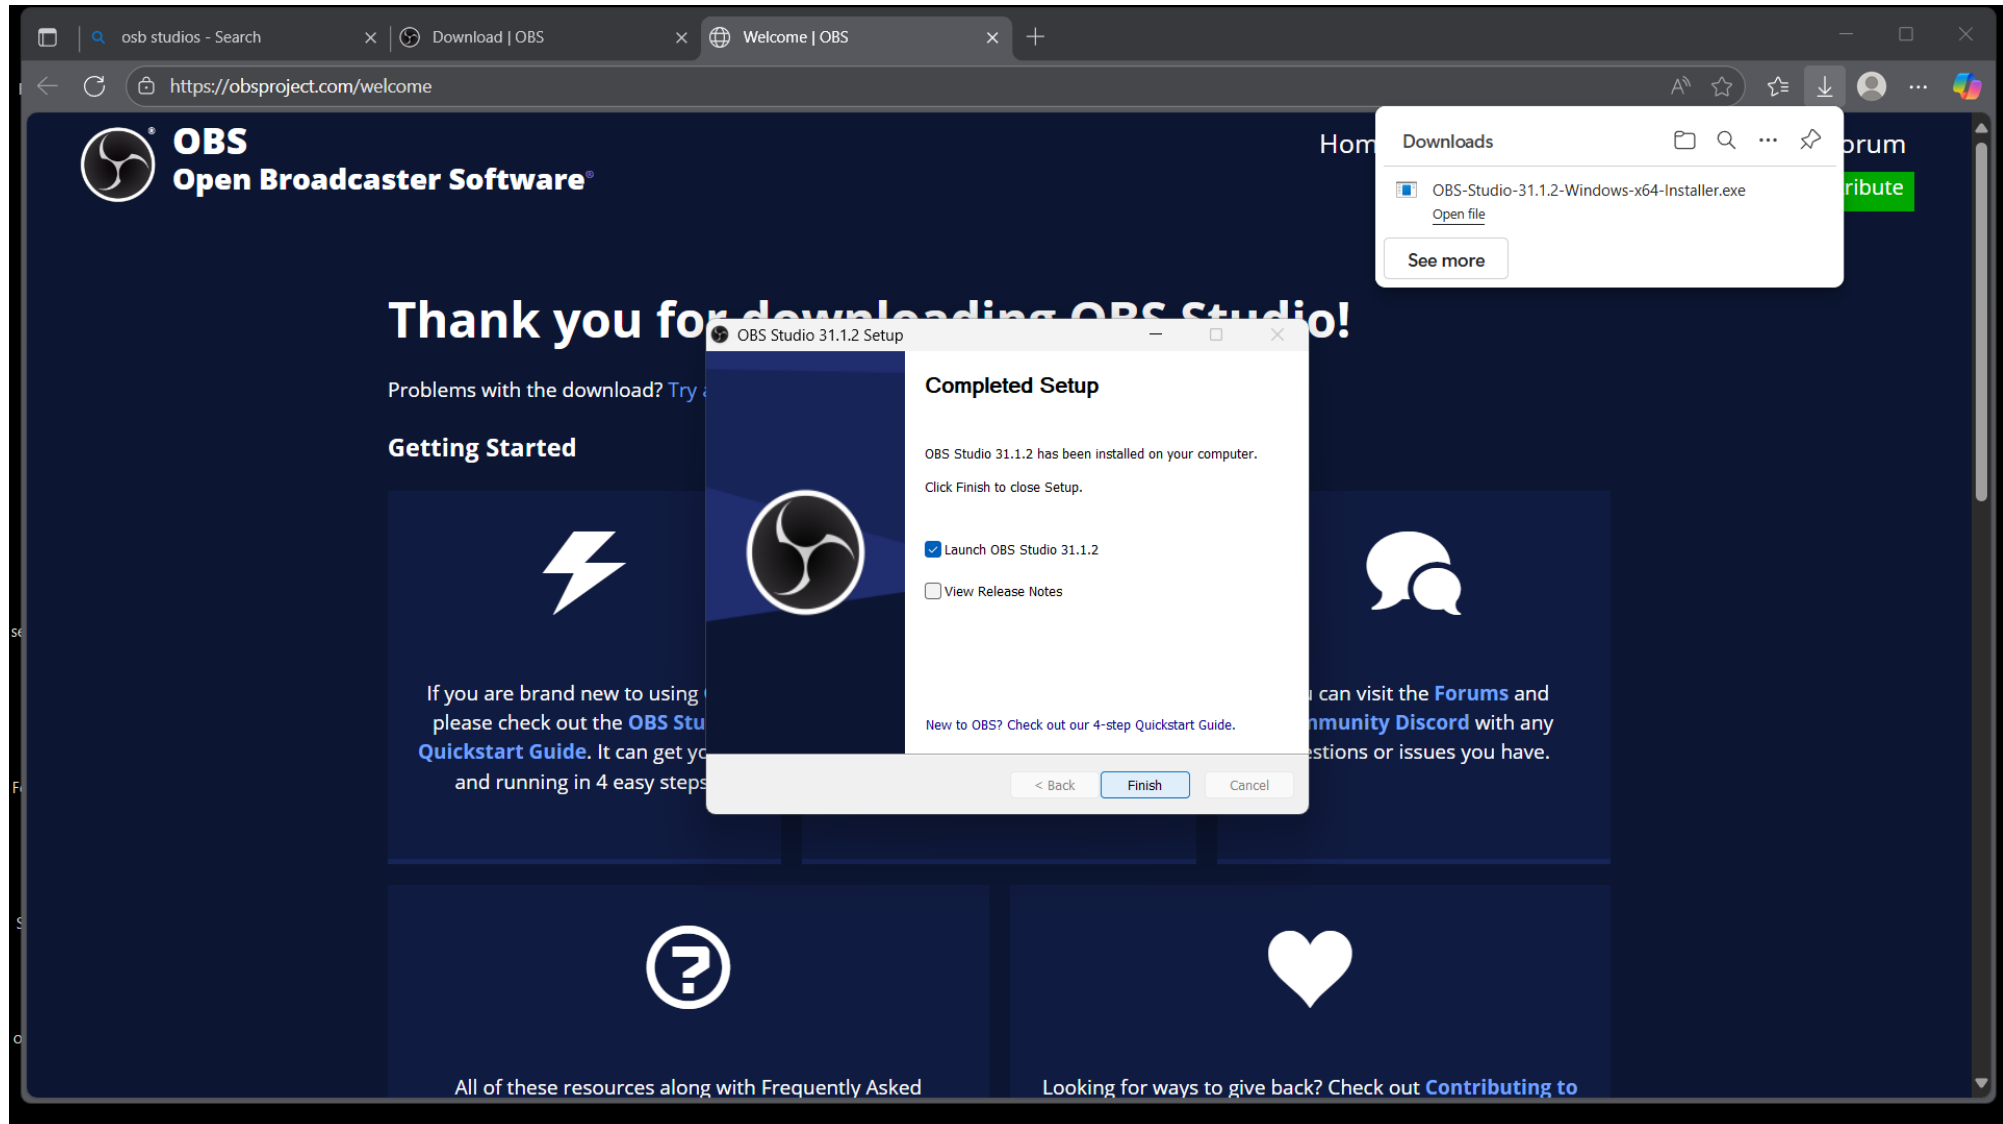 osb studios - Search
Download | OBS
Welcome | OBS
https://obsproject.com/welcome
OBS
Open Broadcaster Software
Hom
orum
ribute
Downloads
OBS-Studio-31.1.2-Windows-x64-Installer.exe
Open file
See more
Thank you for downloading OBS Studio!
Problems with the download? Try a
Getting Started
If you are brand new to using
please check out the OBS Stu
Quickstart Guide. It can get yo
and running in 4 easy steps
can visit the Forums and
mmunity Discord with any
estions or issues you have.
OBS Studio 31.1.2 Setup
Completed Setup
OBS Studio 31.1.2 has been installed on your computer.
Click Finish to close Setup.
Launch OBS Studio 31.1.2
View Release Notes
New to OBS? Check out our 4-step Quickstart Guide.
< Back
Finish
Cancel
All of these resources along with Frequently Asked
Looking for ways to give back? Check out Contributing to